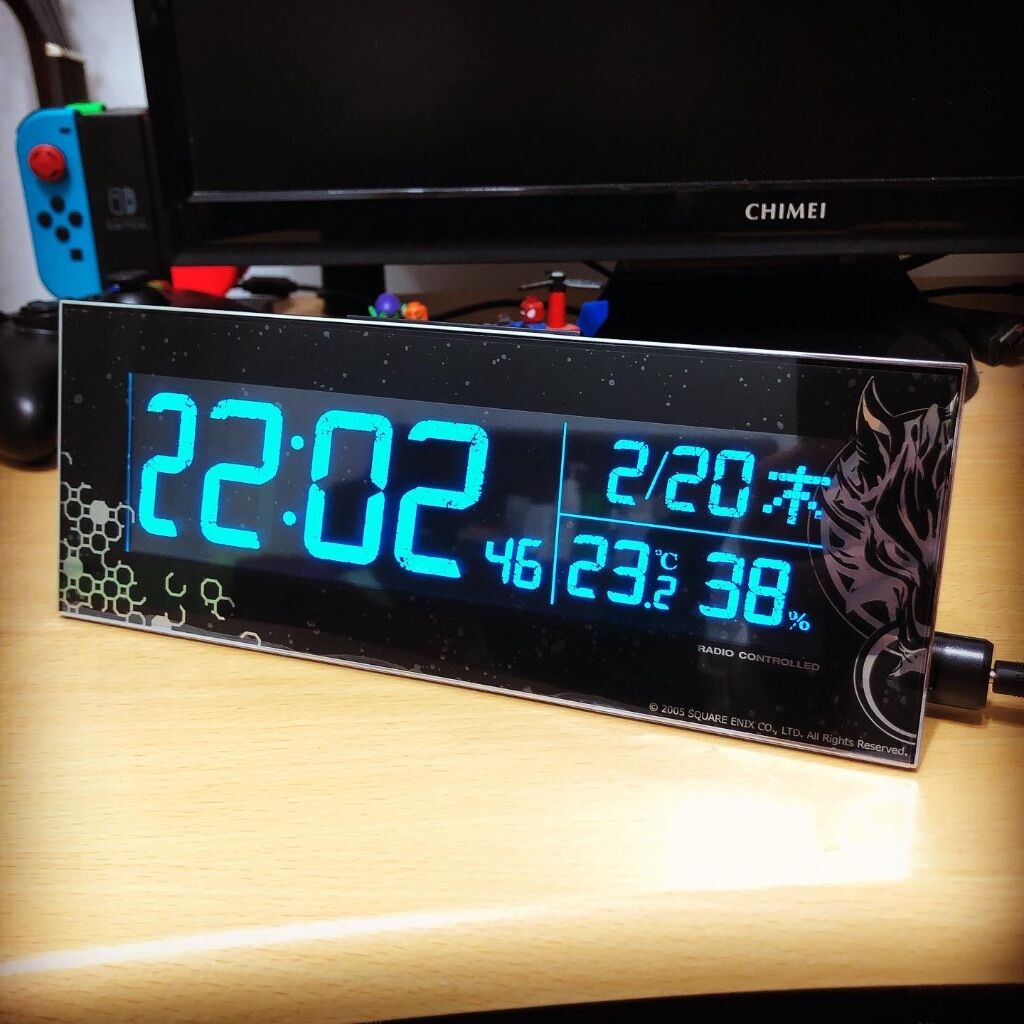 CHIMEI
SWITCH
22:02 46
2/20 木
23.2 °C 38 %
RADIO CONTROLLED
© 2005 SQUARE ENIX CO., LTD. All Rights Reserved.